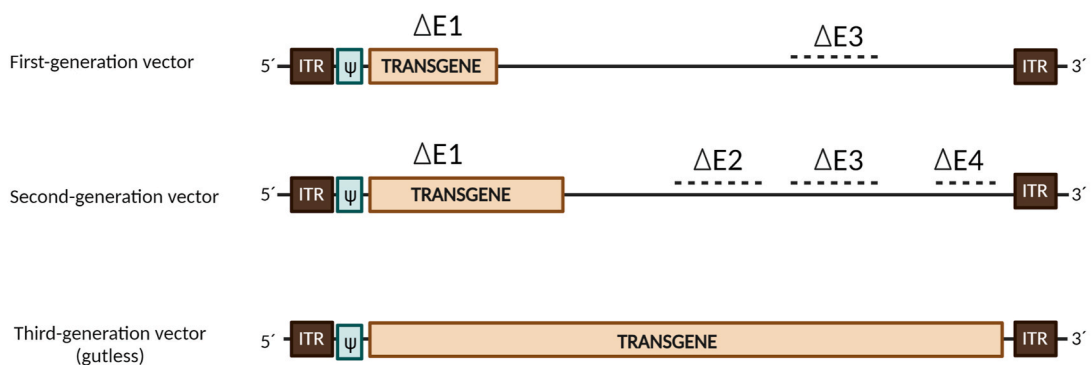 ΔE1
ΔE3
First-generation vector
5´ ITR ψ TRANSGENE ITR 3´
ΔE1
ΔE2 ΔE3 ΔE4
Second-generation vector
5´ ITR ψ TRANSGENE ITR 3´
Third-generation vector
(gutless)
5´ ITR ψ TRANSGENE ITR 3´